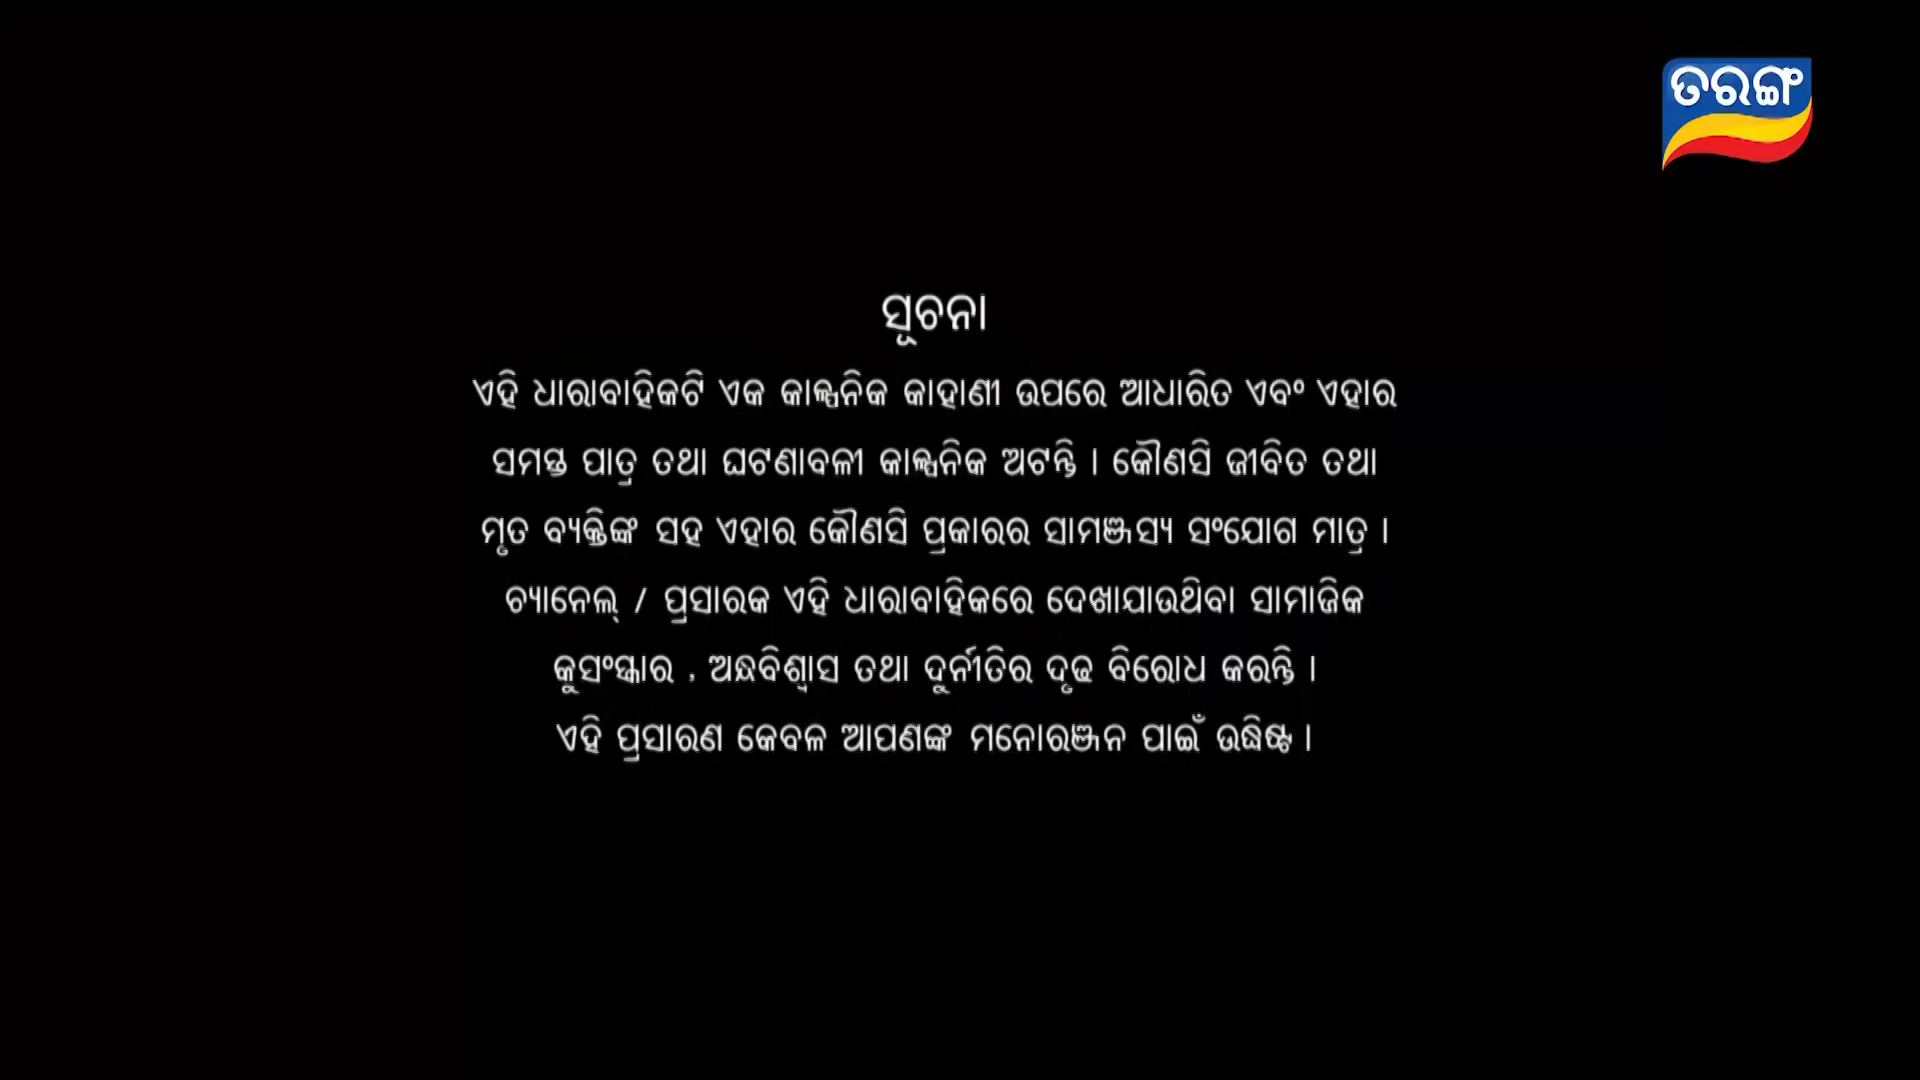 ତରଙ୍ଗ
ସୂଚନା
ଏହି ଧାରାବାହିକଟି ଏକ କାଳ୍ପନିକ କାହାଣୀ ଉପରେ ଆଧାରିତ ଏବଂ ଏହାର
ସମସ୍ତ ପାତ୍ର ତଥା ଘଟଣାବଳୀ କାଳ୍ପନିକ ଅଟନ୍ତି । କୌଣସି ଜୀବିତ ତଥା
ମୃତ ବ୍ୟକ୍ତିଙ୍କ ସହ ଏହାର କୌଣସି ପ୍ରକାରର ସାମଞ୍ଜସ୍ୟ ସଂଯୋଗ ମାତ୍ର ।
ଚ୍ୟାନେଲ୍ / ପ୍ରସାରକ ଏହି ଧାରାବାହିକରେ ଦେଖାଯାଉଥିବା ସାମାଜିକ
କୁସଂସ୍କାର , ଅନ୍ଧବିଶ୍ୱାସ ତଥା ଦୁର୍ନୀତିର ଦୃଢ଼ ବିରୋଧ କରନ୍ତି ।
ଏହି ପ୍ରସାରଣ କେବଳ ଆପଣଙ୍କ ମନୋରଞ୍ଜନ ପାଇଁ ଉଦ୍ଧିଷ୍ଟ ।